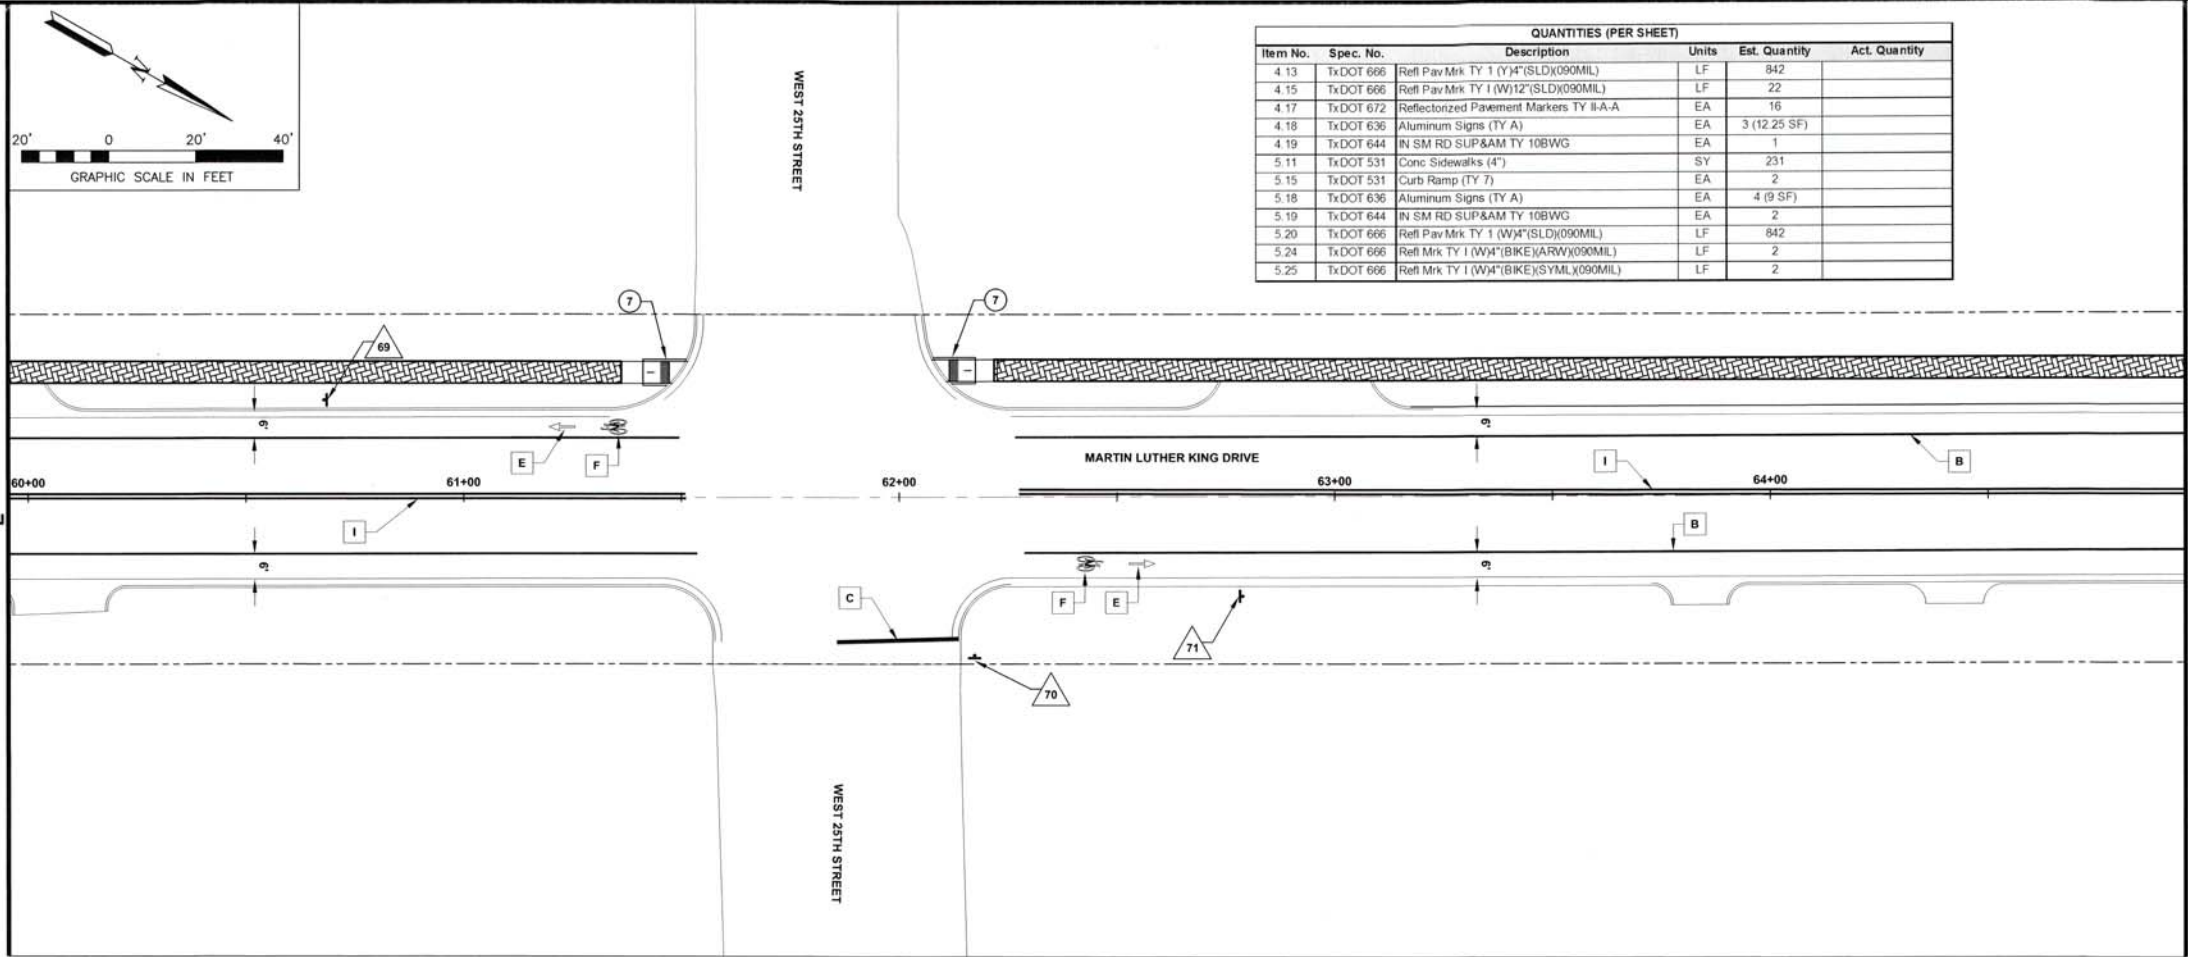 N
20' 0 20' 40'
GRAPHIC SCALE IN FEET
QUANTITIES (PER SHEET)
Item No. Spec. No. Description Units Est. Quantity Act. Quantity
4.13 TxDOT 666 Refl Pav Mrk TY 1 (Y)4"(SLD)(090MIL) LF 842
4.15 TxDOT 666 Refl Pav Mrk TY I (W)12"(SLD)(090MIL) LF 22
4.17 TxDOT 672 Reflectorized Pavement Markers TY II-A-A EA 16
4.18 TxDOT 636 Aluminum Signs (TY A) EA 3 (12.25 SF)
4.19 TxDOT 644 IN SM RD SUP&AM TY 10BWG EA 1
5.11 TxDOT 531 Conc Sidewalks (4") SY 231
5.15 TxDOT 531 Curb Ramp (TY 7) EA 2
5.18 TxDOT 636 Aluminum Signs (TY A) EA 4 (9 SF)
5.19 TxDOT 644 IN SM RD SUP&AM TY 10BWG EA 2
5.20 TxDOT 666 Refl Pav Mrk TY 1 (W)4"(SLD)(090MIL) LF 842
5.24 TxDOT 666 Refl Mrk TY I (W)4"(BIKE)(ARW)(090MIL) LF 2
5.25 TxDOT 666 Refl Mrk TY I (W)4"(BIKE)(SYML)(090MIL) LF 2
WEST 25TH STREET
7 7
69
6' 6'
E F
MARTIN LUTHER KING DRIVE
I B
60+00 61+00 62+00 63+00 64+00
I B
6' 6'
C F E
71
70
WEST 25TH STREET